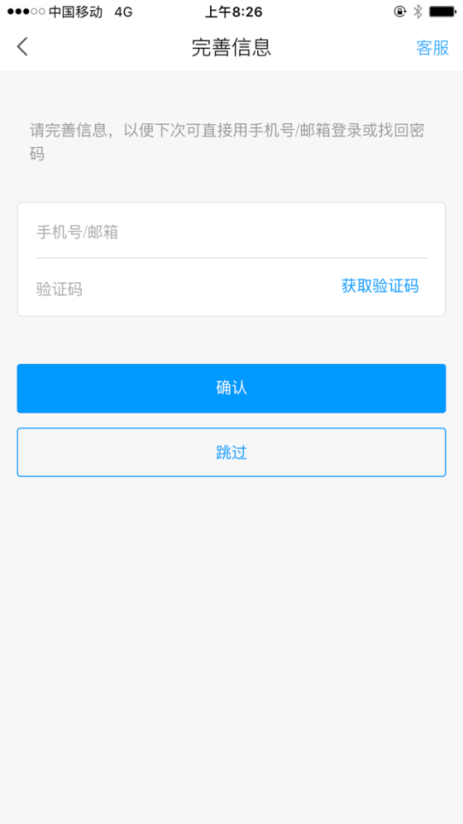 中国移动 4G 上午8:26
完善信息 客服
请完善信息，以便下次可直接用手机号/邮箱登录或找回密
码
手机号/邮箱
验证码 获取验证码
确认
跳过